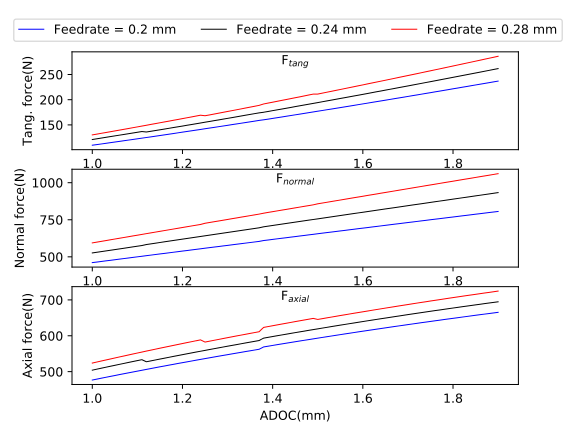 Feedrate = 0.2 mm Feedrate = 0.24 mm Feedrate = 0.28 mm
F_tang
Tang. force(N)
250
200
150
1.0 1.2 1.4 1.6 1.8
F_normal
Normal force(N)
1000
750
500
1.0 1.2 1.4 1.6 1.8
F_axial
Axial force(N)
700
600
500
1.0 1.2 1.4 1.6 1.8
ADOC(mm)